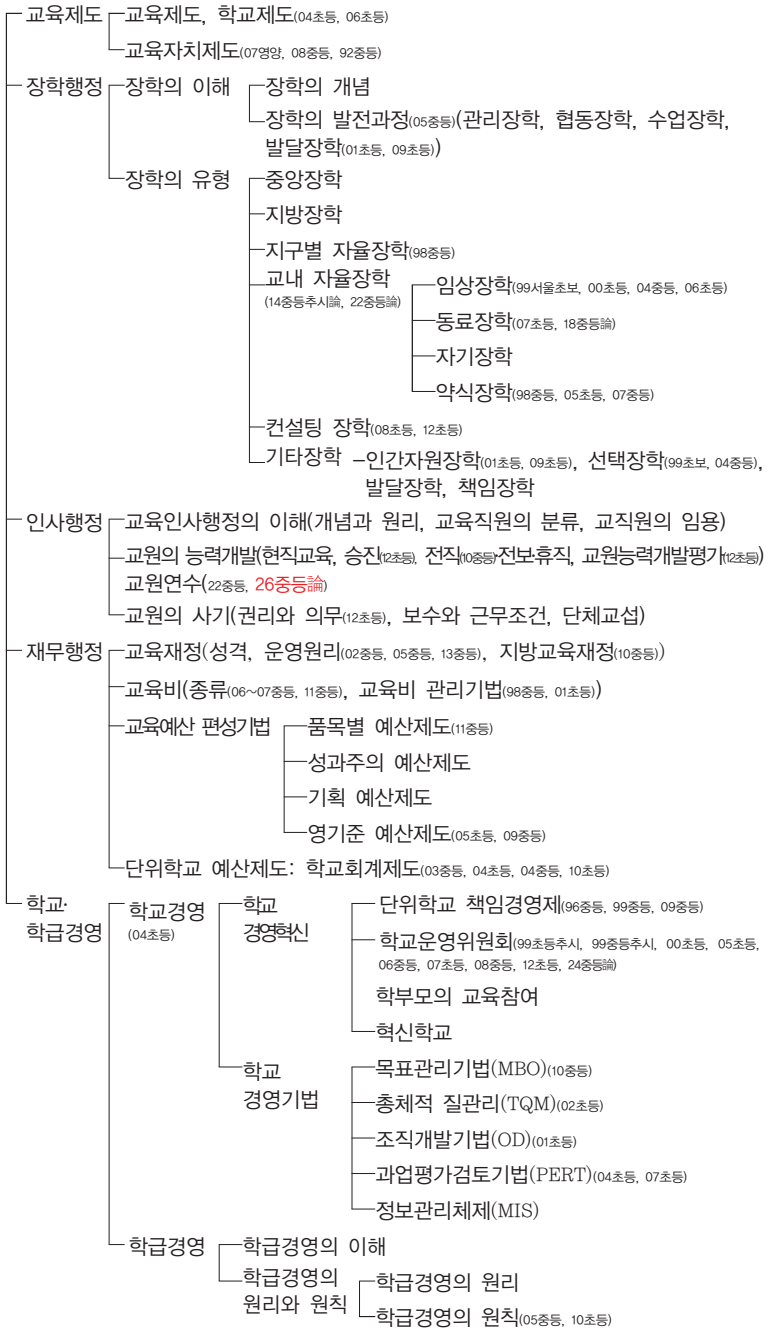 교육제도 교육제도, 학교제도(04초등, 06초등)
교육자치제도(07영양, 08중등, 92중등)
장학행정 장학의 이해 장학의 개념
장학의 발전과정(05중등)(관리장학, 협동장학, 수업장학,
발달장학(01초등, 09초등))
장학의 유형 중앙장학
지방장학
지구별 자율장학(98중등)
교내 자율장학
(14중등추시論, 22중등論)
임상장학(99서울초보, 00초등, 04중등, 06초등)
동료장학(07초등, 18중등論)
자기장학
약식장학(98중등, 05초등, 07중등)
컨설팅 장학(08초등, 12초등)
기타장학 –인간자원장학(01초등, 09초등), 선택장학(99초보, 04중등),
발달장학, 책임장학
인사행정 교육인사행정의 이해(개념과 원리, 교육직원의 분류, 교직원의 임용)
교원의 능력개발(현직교육, 승진(12초등), 전직(10중등)·전보·휴직, 교원능력개발평가(12초등))
교원연수(22중등, 26중등論)
교원의 사기(권리와 의무(12초등), 보수와 근무조건, 단체교섭)
재무행정 교육재정(성격, 운영원리(02중등, 05중등, 13중등), 지방교육재정(10중등))
교육비(종류(06~07중등, 11중등), 교육비 관리기법(98중등, 01초등))
교육예산 편성기법 품목별 예산제도(11중등)
성과주의 예산제도
기획 예산제도
영기준 예산제도(05초등, 09중등)
단위학교 예산제도: 학교회계제도(03중등, 04초등, 04중등, 10초등)
학교· 학교경영 학교 단위학교 책임경영제(96중등, 99중등, 09중등)
학급경영 (04초등) 경영혁신
학교운영위원회(99초등추시, 99중등추시, 00초등, 05초등,
06중등, 07초등, 08중등, 12초등, 24중등論)
학부모의 교육참여
혁신학교
학교 목표관리기법(MBO)(10중등)
경영기법 총체적 질관리(TQM)(02초등)
조직개발기법(OD)(01초등)
과업평가검토기법(PERT)(04초등, 07초등)
정보관리체제(MIS)
학급경영 학급경영의 이해
학급경영의 학급경영의 원리
원리와 원칙
학급경영의 원칙(05중등, 10초등)